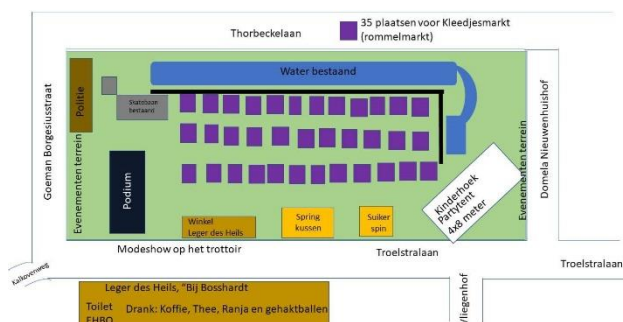 35 plaatsen voor Kleedjesmarkt
(rommelmarkt)
Thorbeckelaan
Water bestaand
Goeman Borgesiusstraat
Politie
Skatebaan
bestaand
Evenementen terrein
Podium
Winkel
Leger des Heils
Spring
kussen
Suiker
spin
Kinderhoek
Partytent
4x8 meter
Evenementen terrein
Domela Nieuwenhuishof
Modeshow op het trottoir
Troelstralaan
Troelstralaan
Kalkovenweg
Leger des Heils, "Bij Bosshardt
Toilet
Drank: Koffie, Thee, Ranja en gehaktballen
EHBO
Vliegenhof